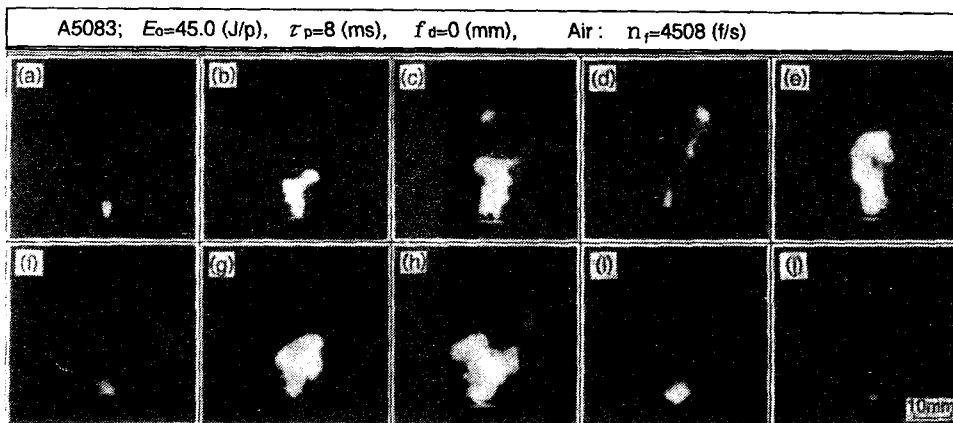 A5083; E₀=45.0 (J/p), τp=8 (ms), fd=0 (mm), Air: nf=4508 (f/s)
(a) (b) (c) (d) (e)
(f) (g) (h) (i) (j)
10mm